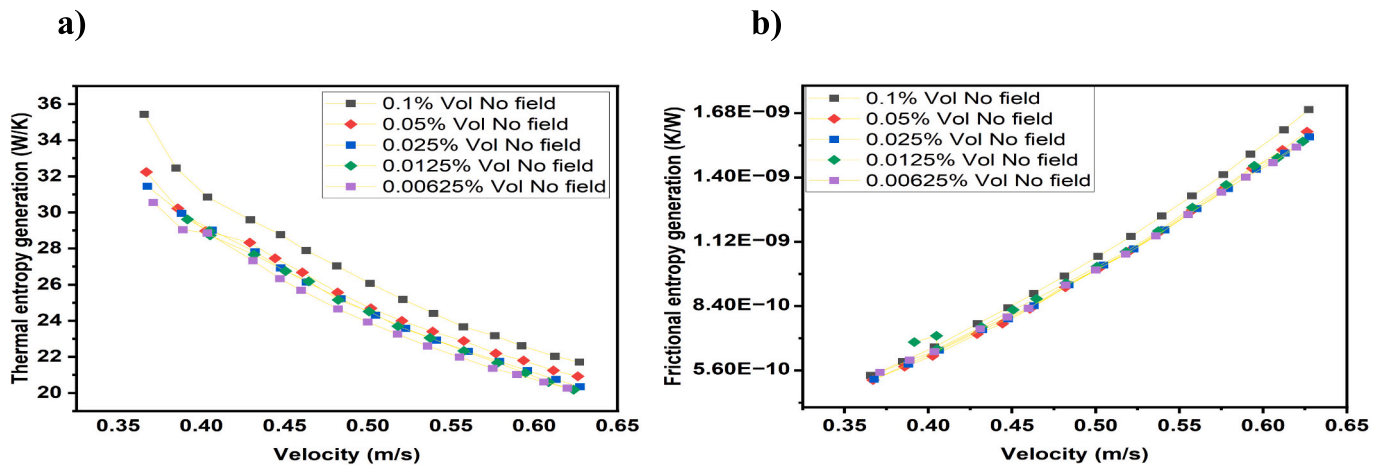 a)
36
34
32
30
28
26
24
22
20
Thermal entropy generation (W/K)
0.1% Vol No field
0.05% Vol No field
0.025% Vol No field
0.0125% Vol No field
0.00625% Vol No field
0.35 0.40 0.45 0.50 0.55 0.60 0.65
Velocity (m/s)
b)
1.68E−09
1.40E−09
1.12E−09
8.40E−10
5.60E−10
Frictional entropy generation (K/W)
0.1% Vol No field
0.05% Vol No field
0.025% Vol No field
0.0125% Vol No field
0.00625% Vol No field
0.35 0.40 0.45 0.50 0.55 0.60 0.65
Velocity (m/s)